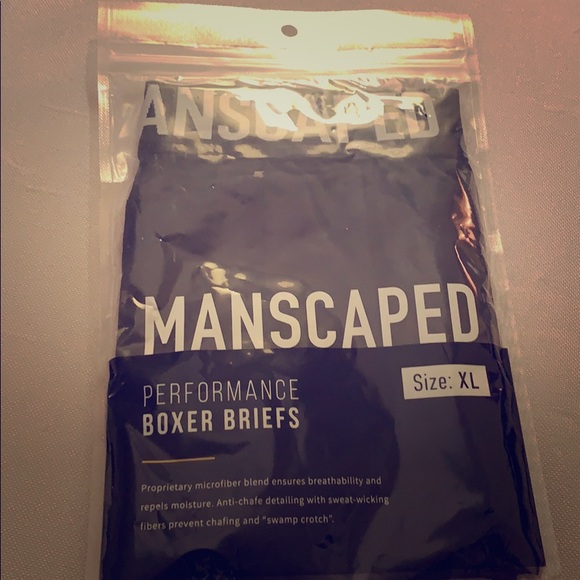 ANSCAPED
MANSCAPED
Size: XL
PERFORMANCE
BOXER BRIEFS
Proprietary microfiber blend ensures breathability and
repels moisture. Anti-chafe detailing with sweat-wicking
fibers prevent chafing and “swamp crotch”.